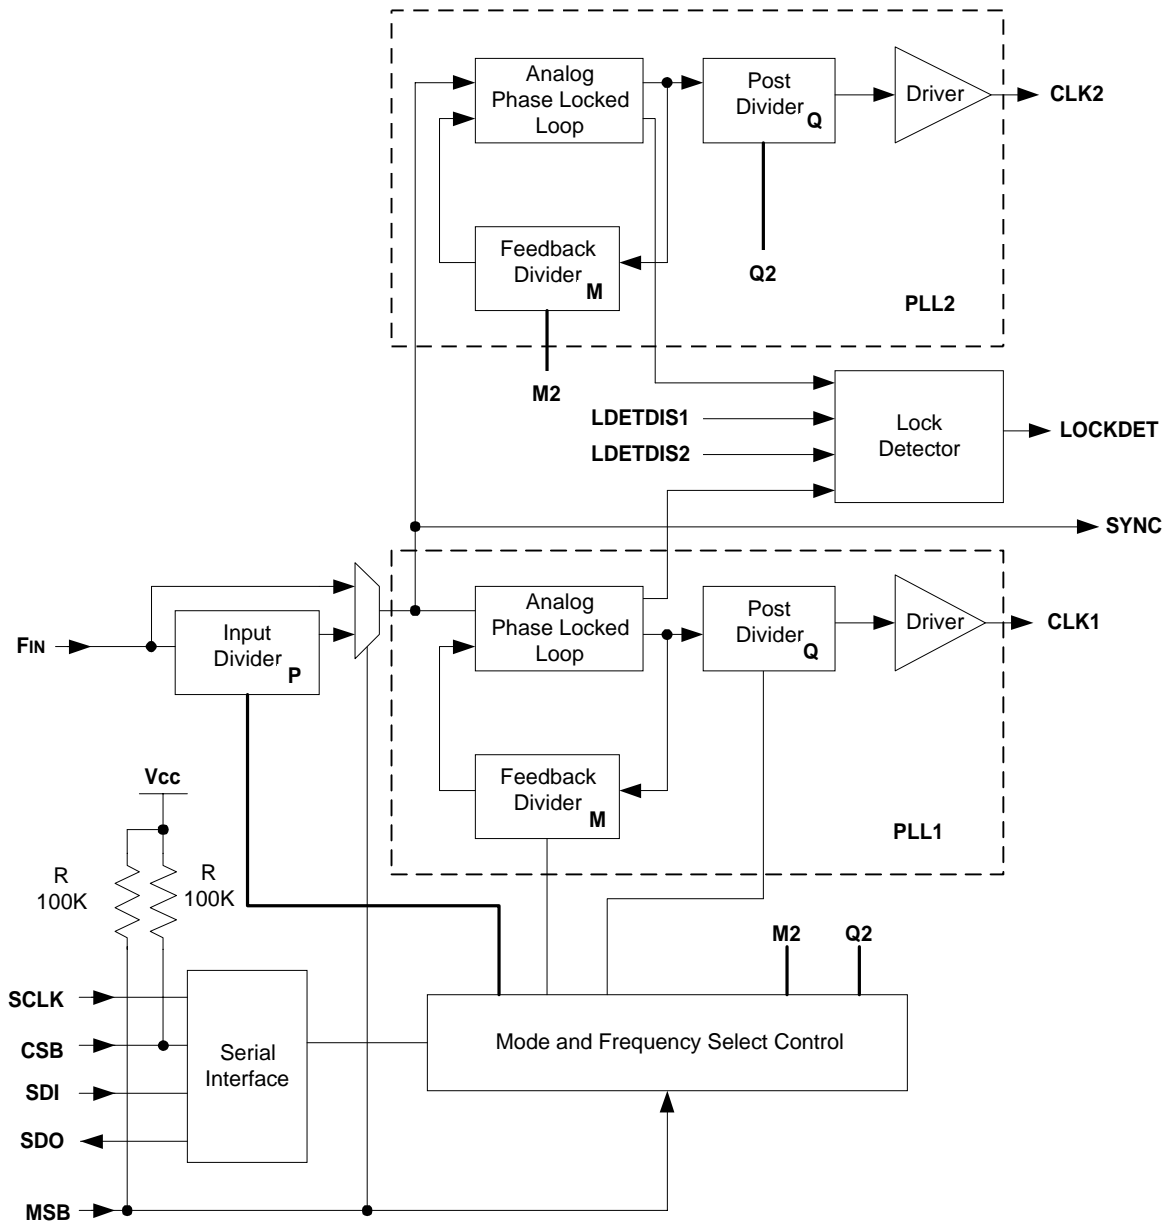 Analog
Phase Locked
Loop
Post
Divider
Q
Driver
CLK2
Feedback
Divider
M
Q2
PLL2
M2
LDETDIS1
LDETDIS2
Lock
Detector
LOCKDET
SYNC
FIN
Input
Divider
P
Analog
Phase Locked
Loop
Post
Divider
Q
Driver
CLK1
Feedback
Divider
M
PLL1
Vcc
R
100K
R
100K
M2
Q2
SCLK
CSB
SDI
SDO
MSB
Serial
Interface
Mode and Frequency Select Control